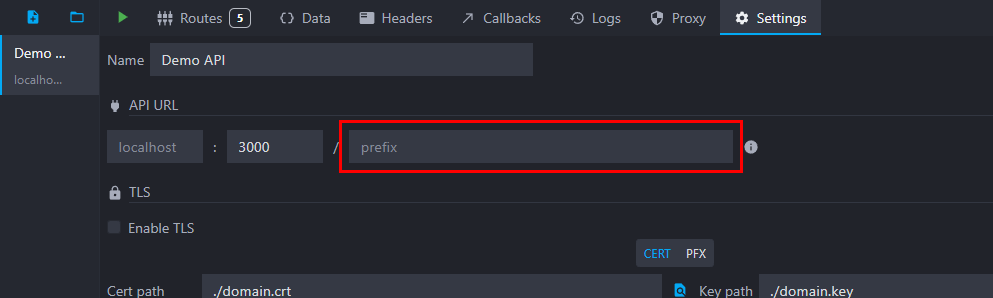 Routes 5 Data Headers Callbacks Logs Proxy Settings
Demo ...
localho...
Name Demo API
API URL
localhost : 3000 / prefix
TLS
Enable TLS
CERT PFX
Cert path ./domain.crt Key path ./domain.key